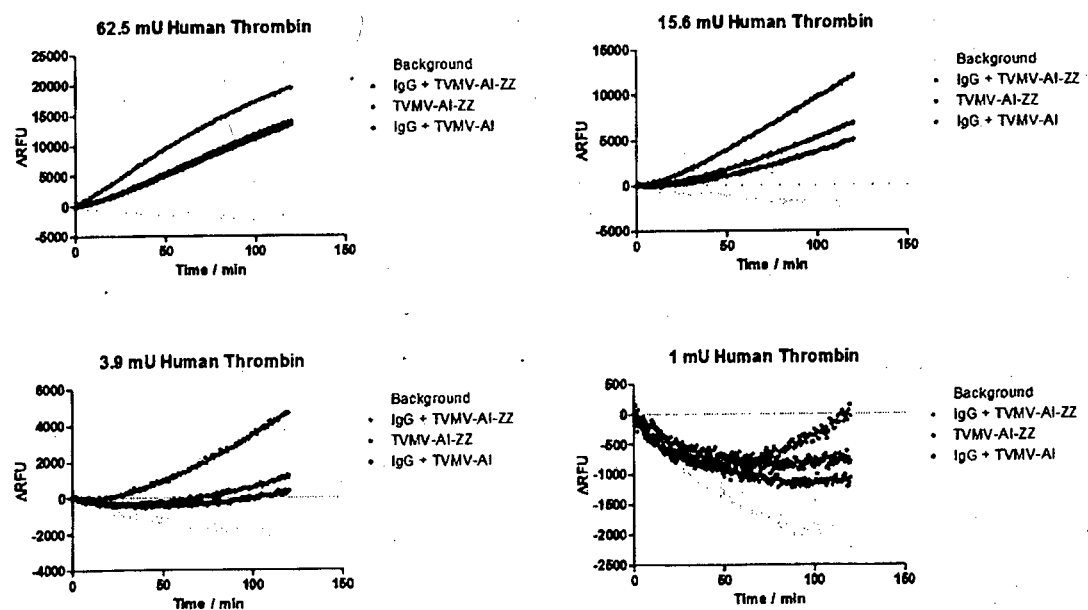 62.5 mU Human Thrombin
25000
20000
15000
10000
5000
0
-5000
ΔRFU
0
50
100
150
Time / min
Background
IgG + TVMV-AI-ZZ
TVMV-AI-ZZ
IgG + TVMV-AI
15.6 mU Human Thrombin
15000
10000
5000
0
-5000
ΔRFU
0
50
100
150
Time / min
Background
IgG + TVMV-AI-ZZ
TVMV-AI-ZZ
IgG + TVMV-AI
3.9 mU Human Thrombin
6000
4000
2000
0
-2000
-4000
ΔRFU
0
50
100
150
Time / min
Background
IgG + TVMV-AI-ZZ
TVMV-AI-ZZ
IgG + TVMV-AI
1 mU Human Thrombin
500
0
-500
-1000
-1500
-2000
-2500
ΔRFU
0
50
100
150
Time / min
Background
IgG + TVMV-AI-ZZ
TVMV-AI-ZZ
IgG + TVMV-AI